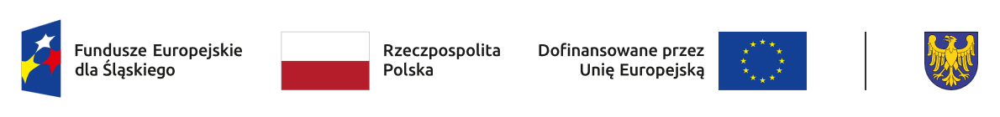 Fundusze Europejskie
dla Śląskiego
Rzeczpospolita
Polska
Dofinansowane przez
Unię Europejską